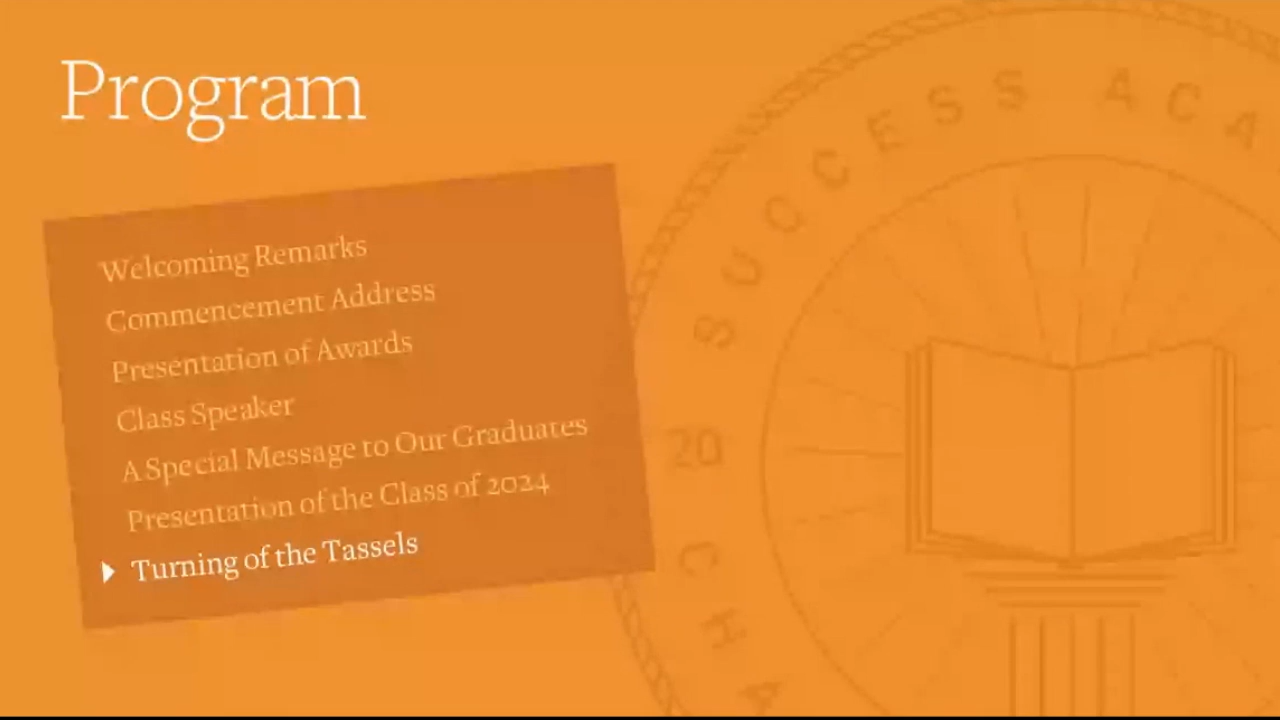 Program
Welcoming Remarks
Commencement Address
Presentation of Awards
Class Speaker
A Special Message to Our Graduates
Presentation of the Class of 2024
Turning of the Tassels
SUCCESS ACA
20
CHA